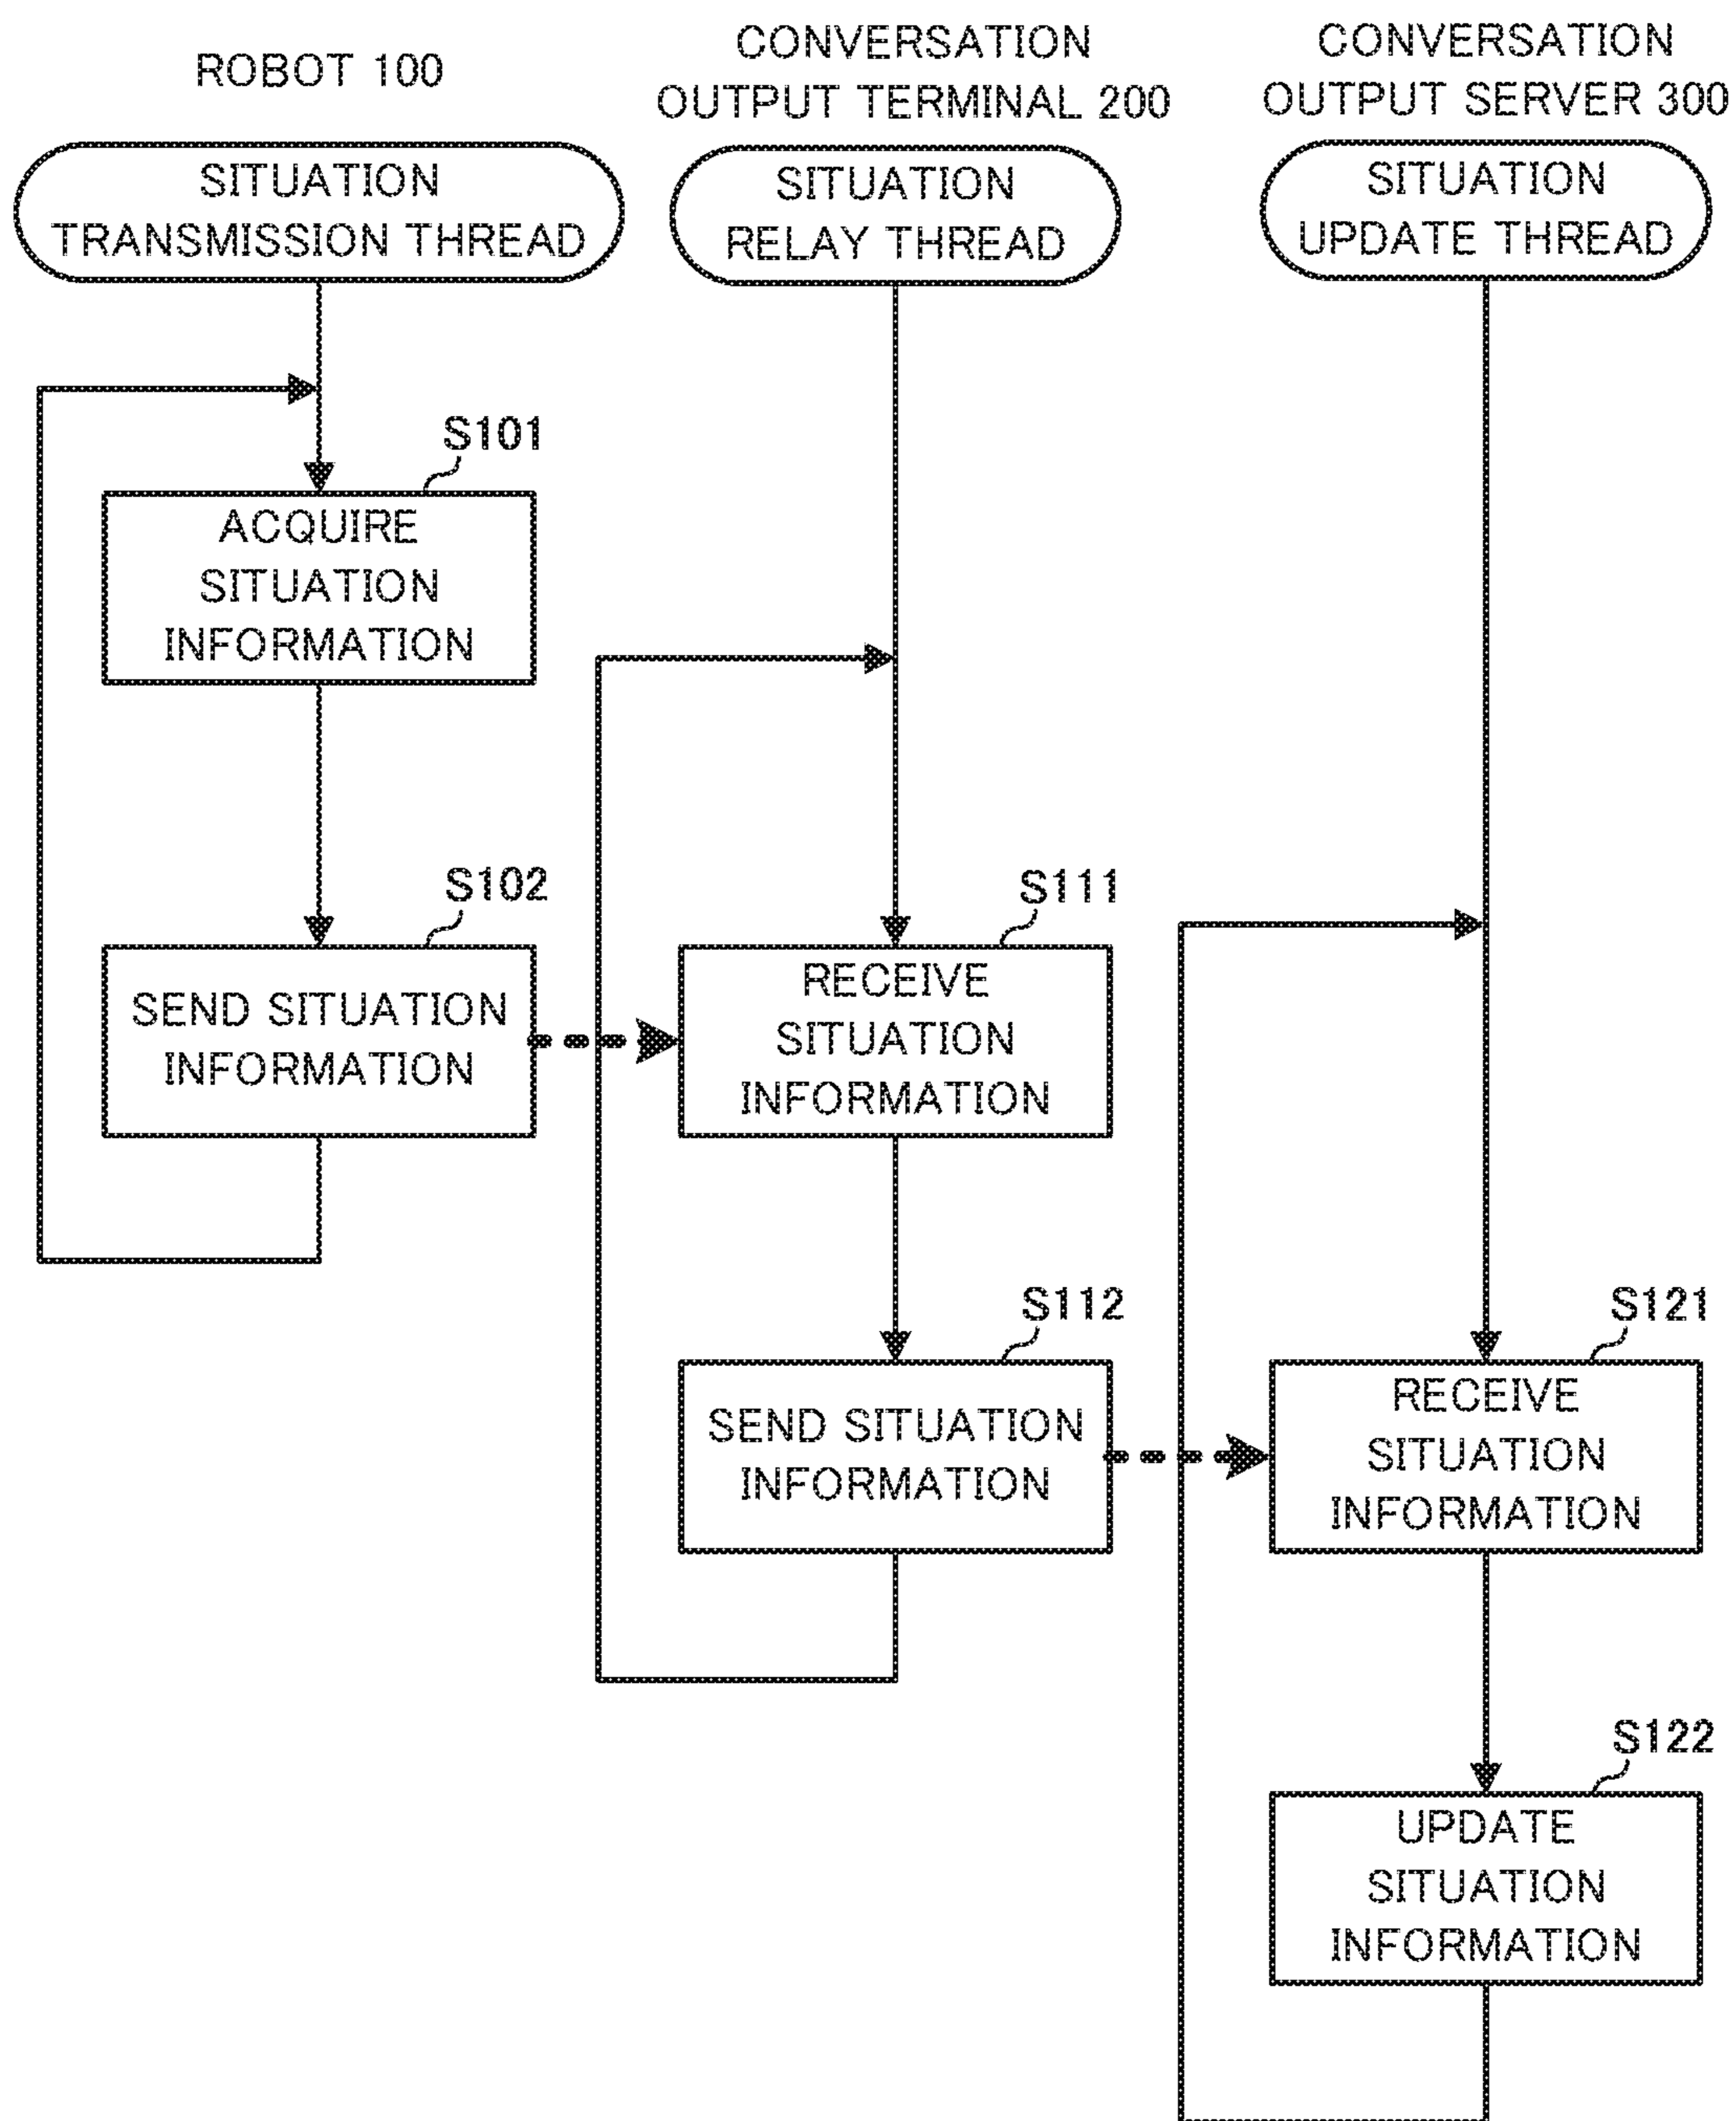 ROBOT 100
CONVERSATION
OUTPUT TERMINAL 200
CONVERSATION
OUTPUT SERVER 300
SITUATION
TRANSMISSION THREAD
SITUATION
RELAY THREAD
SITUATION
UPDATE THREAD
S101
ACQUIRE
SITUATION
INFORMATION
S102
SEND SITUATION
INFORMATION
S111
RECEIVE
SITUATION
INFORMATION
S112
SEND SITUATION
INFORMATION
S121
RECEIVE
SITUATION
INFORMATION
S122
UPDATE
SITUATION
INFORMATION